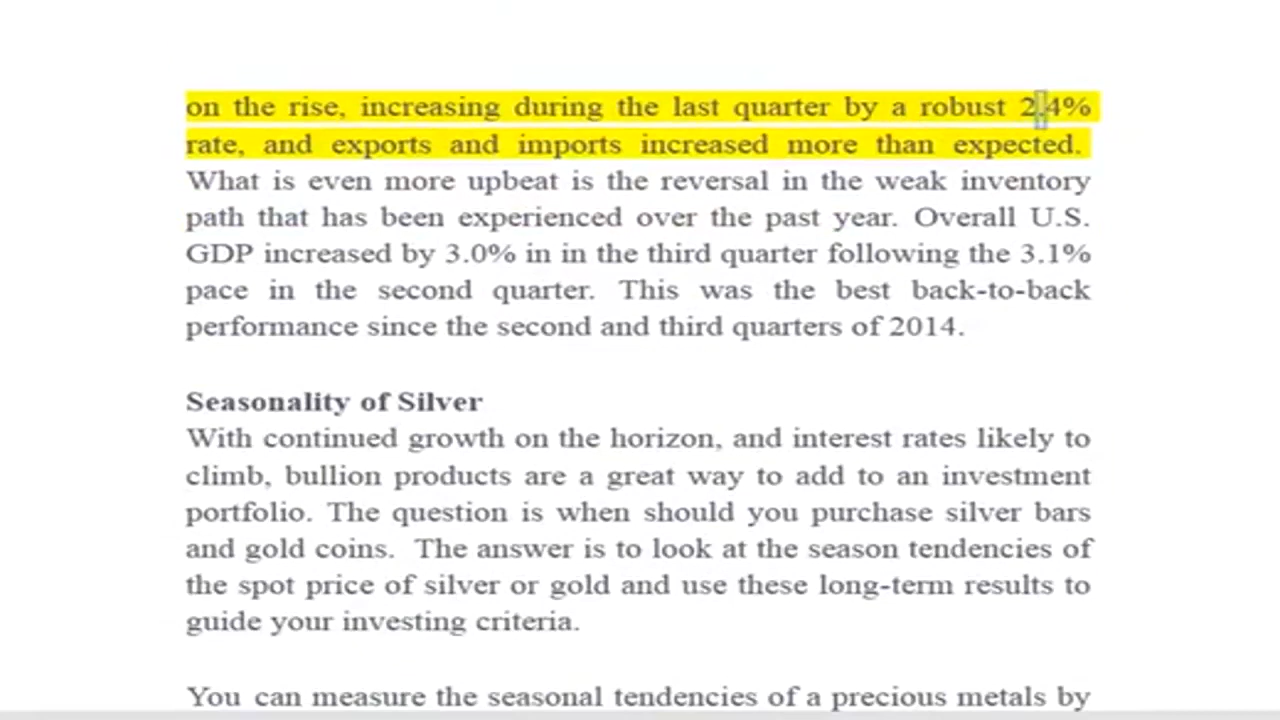 on the rise, increasing during the last quarter by a robust 2.4%
rate, and exports and imports increased more than expected.
What is even more upbeat is the reversal in the weak inventory
path that has been experienced over the past year. Overall U.S.
GDP increased by 3.0% in in the third quarter following the 3.1%
pace in the second quarter. This was the best back-to-back
performance since the second and third quarters of 2014.
Seasonality of Silver
With continued growth on the horizon, and interest rates likely to
climb, bullion products are a great way to add to an investment
portfolio. The question is when should you purchase silver bars
and gold coins. The answer is to look at the season tendencies of
the spot price of silver or gold and use these long-term results to
guide your investing criteria.
You can measure the seasonal tendencies of a precious metals by